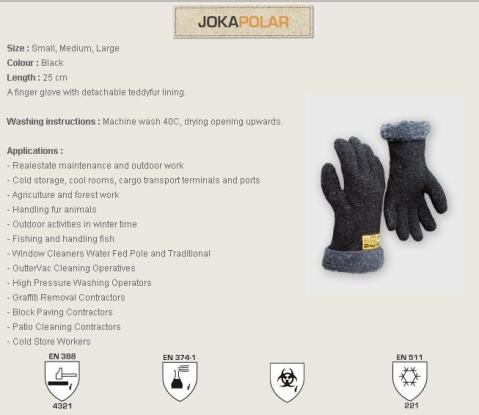 JOKAPOLAR
Size : Small, Medium, Large
Colour : Black
Length : 25 cm
A finger glove with detachable teddyfur lining.
Washing instructions : Machine wash 40C, drying opening upwards.
Applications :
- Realestate maintenance and outdoor work
- Cold storage, cool rooms, cargo transport terminals and ports
- Agriculture and forest work
- Handling fur animals
- Outdoor activities in winter time
- Fishing and handling fish
- Window Cleaners Water Fed Pole and Traditional
- GutterVac Cleaning Operatives
- High Pressure Washing Operators
- Graffiti Removal Contractors
- Block Paving Contractors
- Patio Cleaning Contractors
- Cold Store Workers
EN 388 EN 374-1 EN 511
i i i i
4321 221